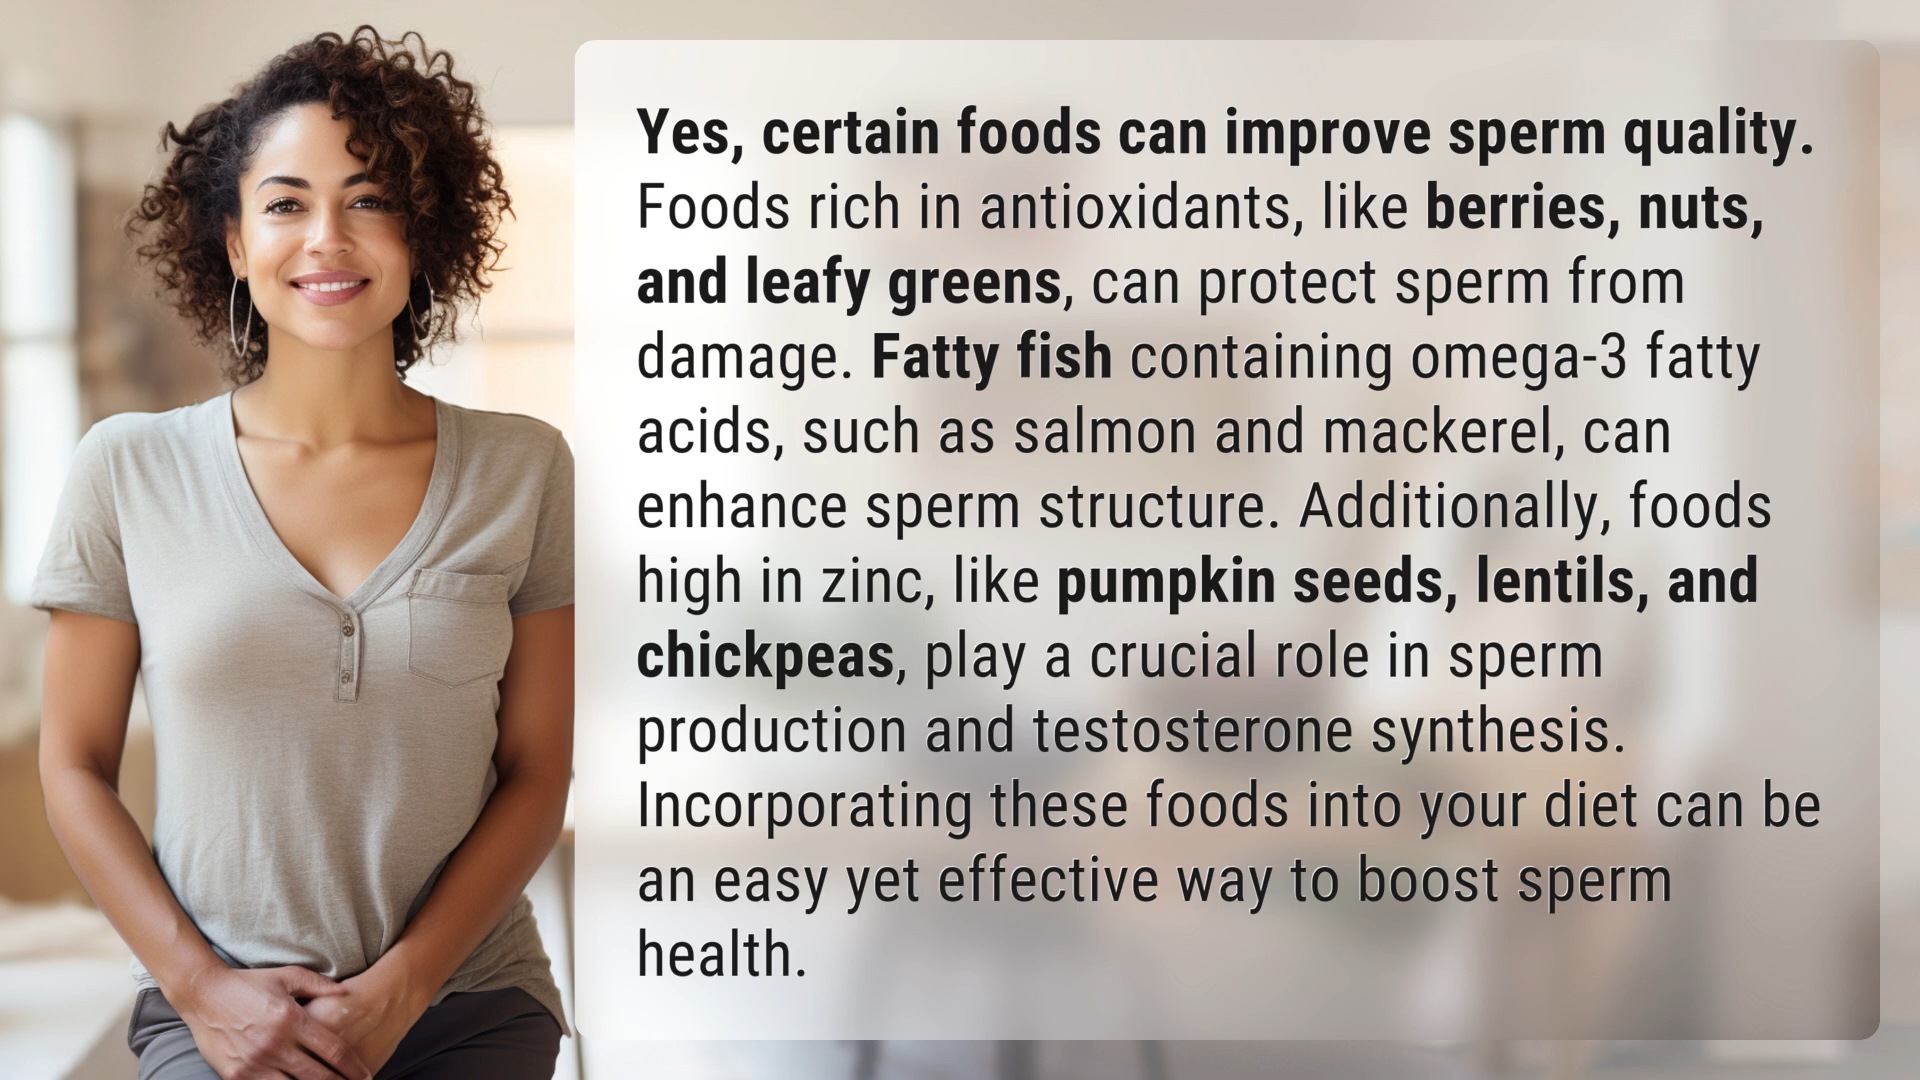 Yes, certain foods can improve sperm quality.
Foods rich in antioxidants, like berries, nuts,
and leafy greens, can protect sperm from
damage. Fatty fish containing omega-3 fatty
acids, such as salmon and mackerel, can
enhance sperm structure. Additionally, foods
high in zinc, like pumpkin seeds, lentils, and
chickpeas, play a crucial role in sperm
production and testosterone synthesis.
Incorporating these foods into your diet can be
an easy yet effective way to boost sperm
health.